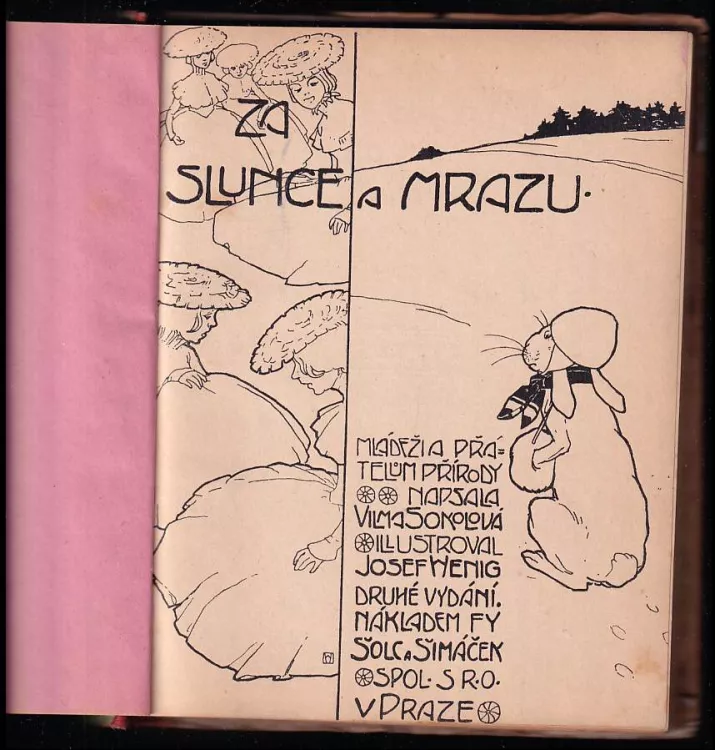 ZA
SLUNCE A MRAZU.
MLÁDEŽI A PŘÁ-
TELŮM PŘÍRODY
NAPSALA
VILMA SOKOLOVÁ
ILLUSTROVAL
JOSEF WENIG
DRUHÉ VYDÁNÍ.
NÁKLADEM FY
ŠOLC A ŠIMÁČEK
SPOL. S R.O.
V PRAZE